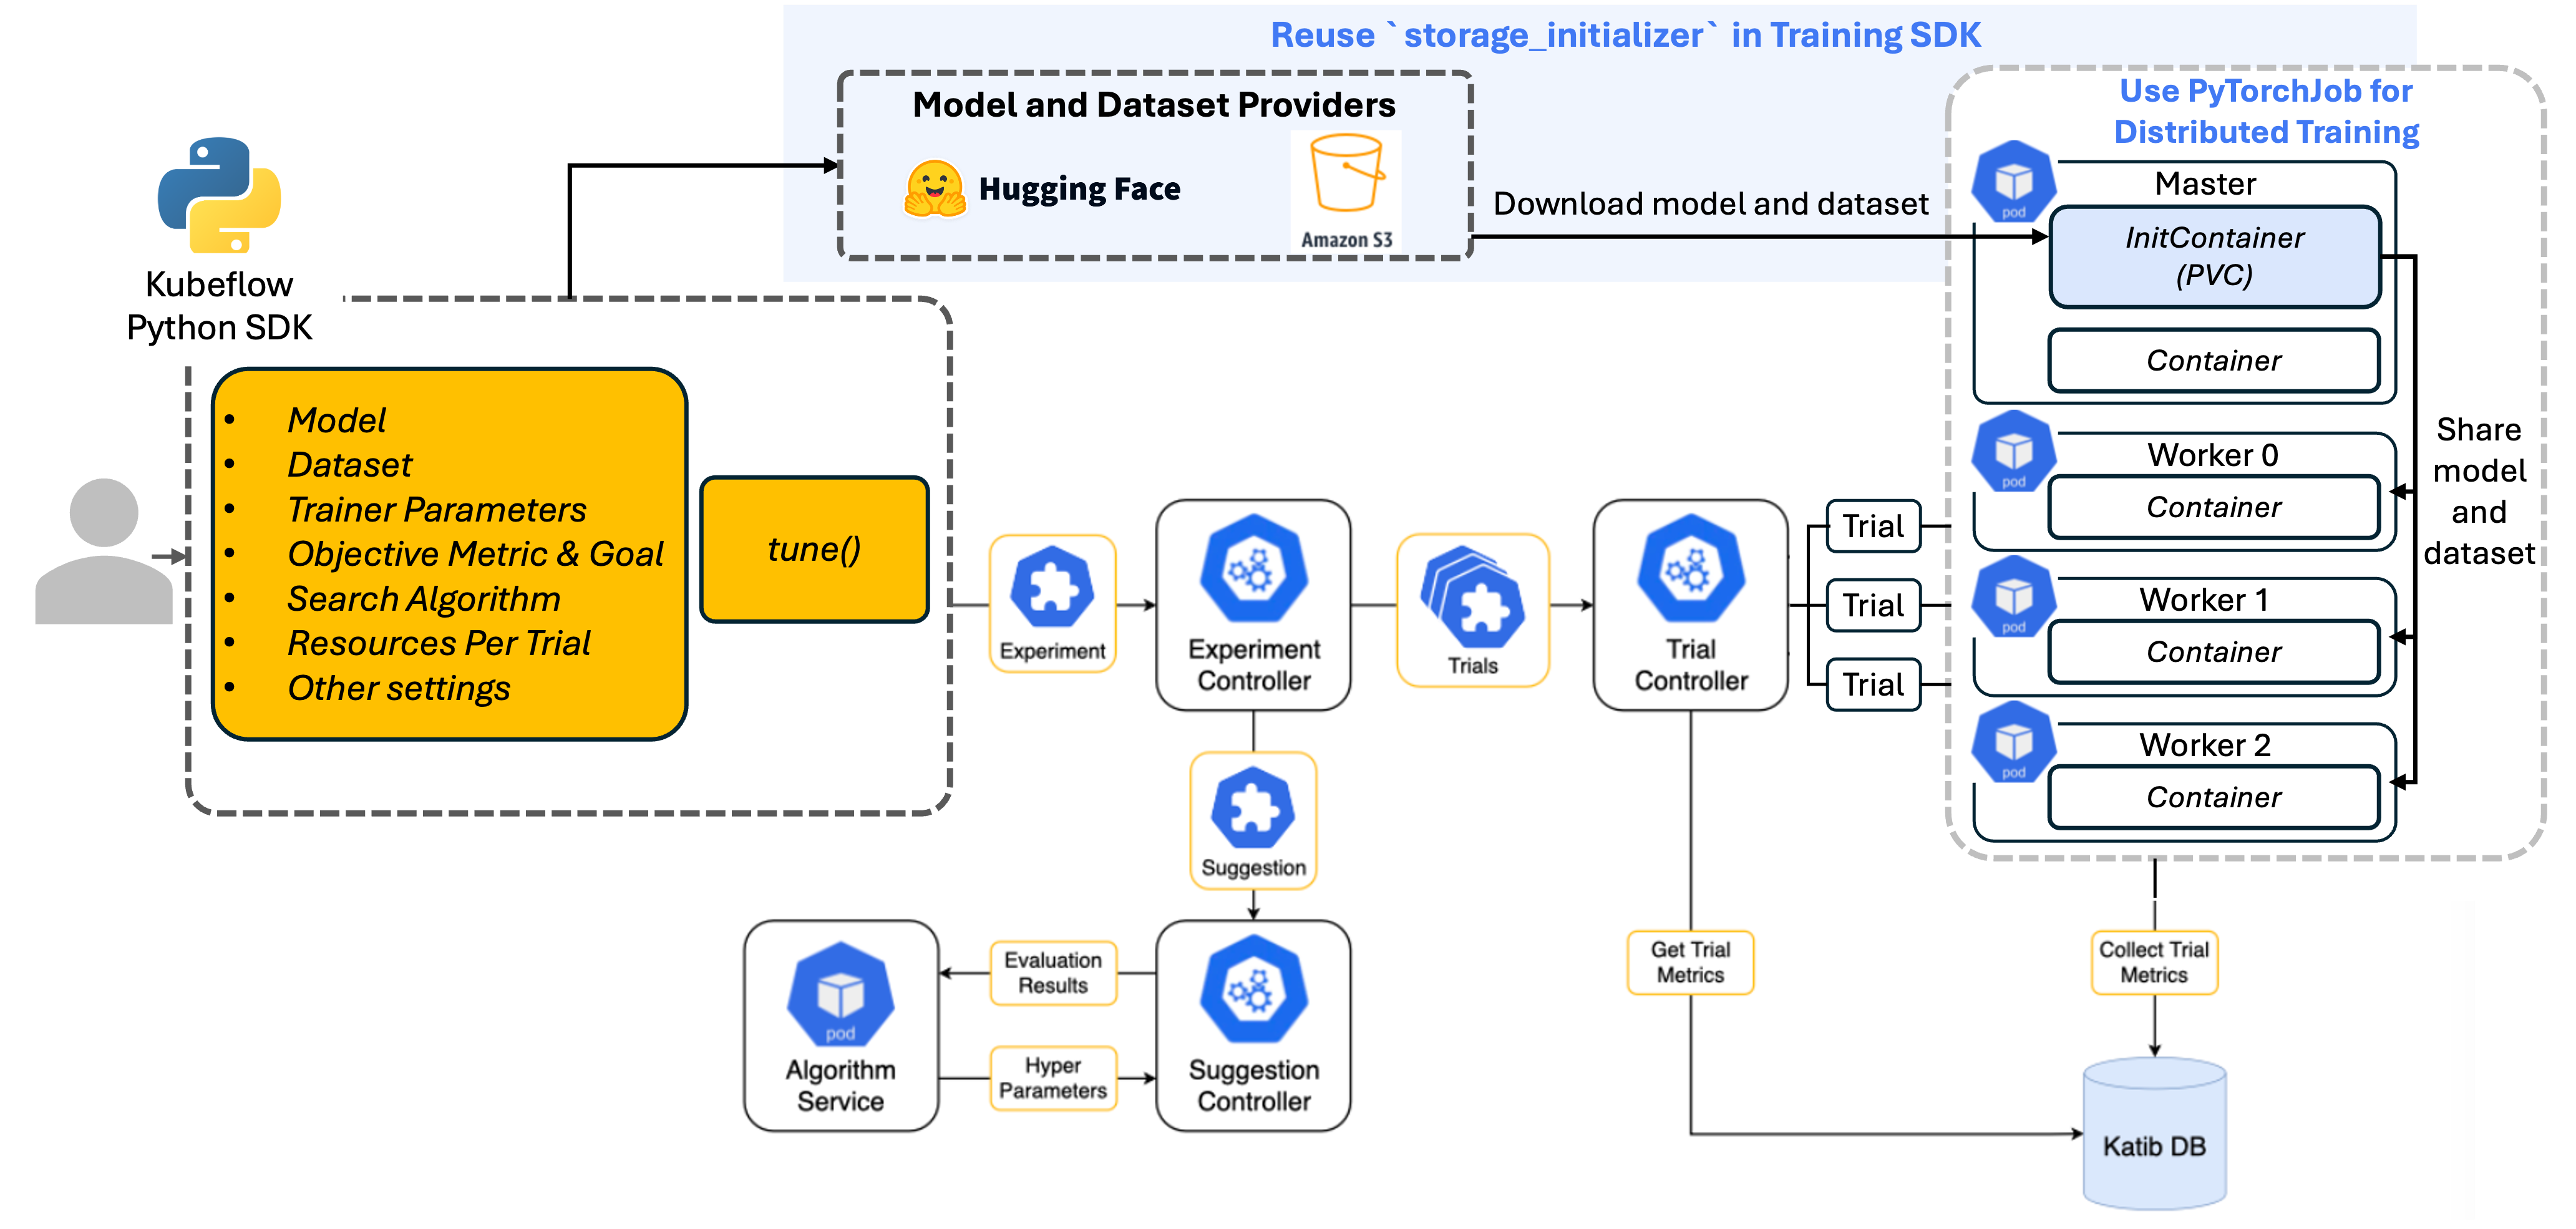 Reuse `storage_initializer` in Training SDK
Model and Dataset Providers
Hugging Face
Amazon S3
Kubeflow
Python SDK
Model
Dataset
Trainer Parameters
Objective Metric & Goal
Search Algorithm
Resources Per Trial
Other settings
tune()
Download model and dataset
Use PyTorchJob for
Distributed Training
pod
Master
InitContainer
(PVC)
Container
pod
Worker 0
Container
pod
Worker 1
Container
pod
Worker 2
Container
Share
model
and
dataset
Experiment
Experiment
Controller
Trials
Trial
Controller
Trial
Trial
Trial
Suggestion
pod
Algorithm
Service
Evaluation
Results
Hyper
Parameters
Suggestion
Controller
Get Trial
Metrics
Collect Trial
Metrics
Katib DB